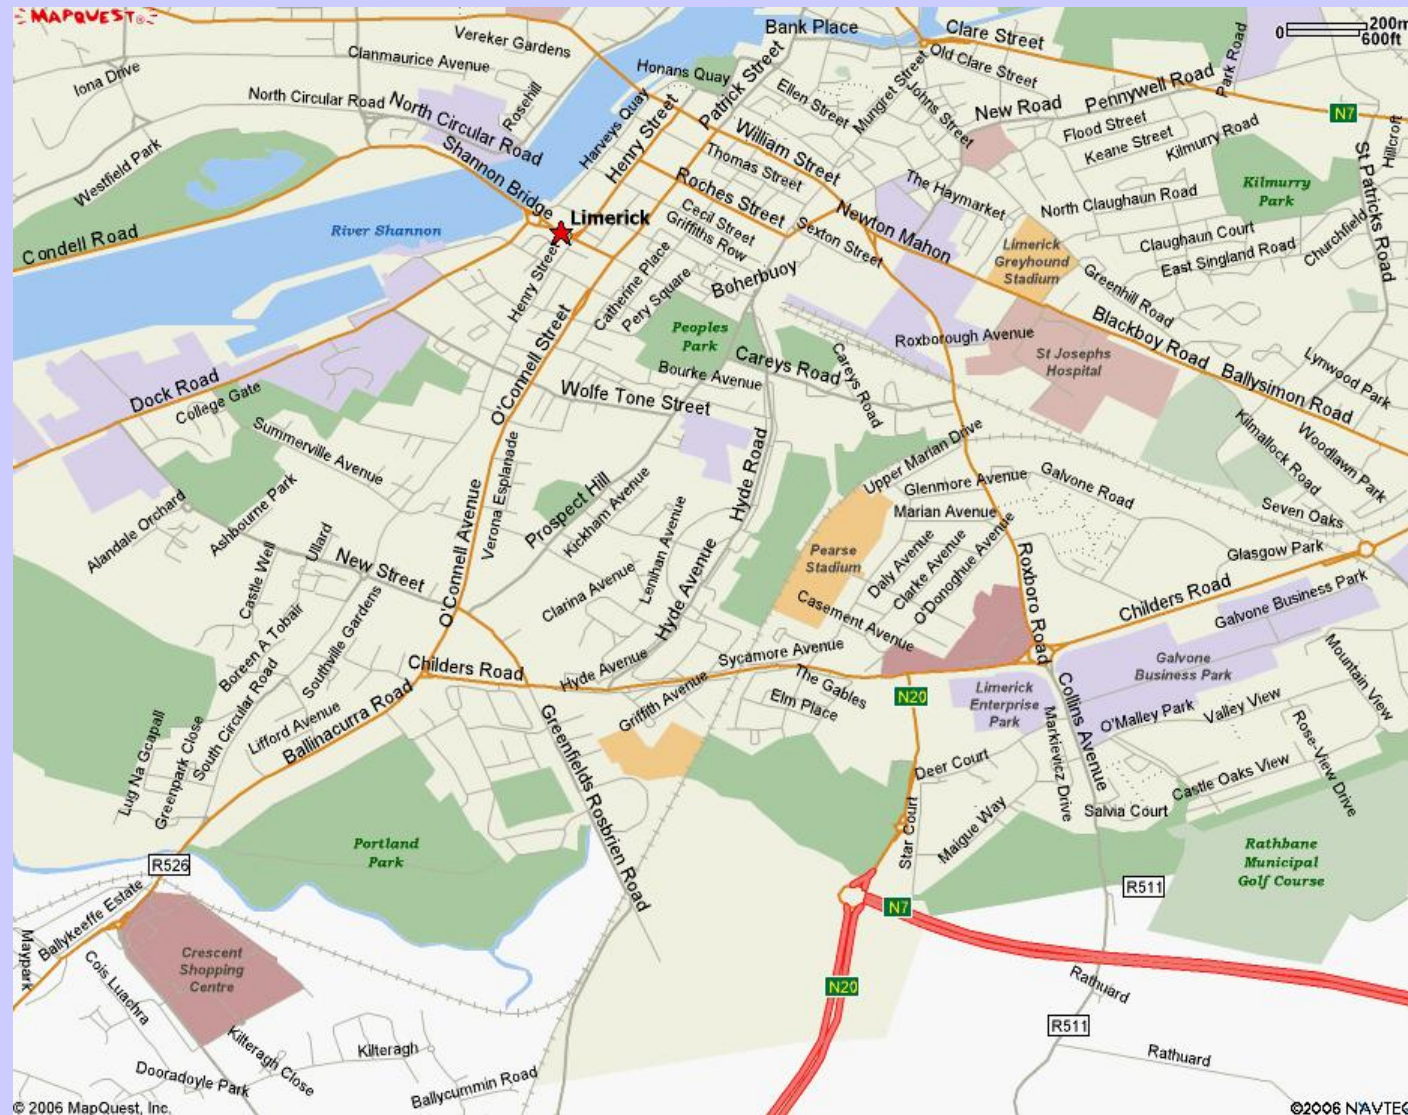 MAPQUEST
Bank Place
Clare Street
0 200m
600ft
Vereker Gardens
Clanmaurice Avenue
Old Clare Street
Iona Drive
Honans Quay
Patrick Street
Ellen Street
Mungret Street
Johns Street
Pennywell Road
Park Road
North Circular Road
North Circular Road
Rosehill
Harveys Quay
Henry Street
New Road
N7
Flood Street
Keane Street
Kilmurry Road
Hillcroft
William Street
Thomas Street
Westfield Park
Shannon Bridge
Roches Street
The Haymarket
North Claughaun Road
Kilmurry
Park
St Patricks Road
Condell Road
River Shannon
Limerick
Cecil Street
Griffiths Row
Sexton Street
Newton Mahon
Limerick
Greyhound
Stadium
Claughaun Court
East Singland Road
Churchfield
Henry Street
Catherine Place
Pery Square
Boherbuoy
Greenhill Road
O'Connell Street
Peoples
Park
Careys Road
Careys Road
Roxborough Avenue
St Josephs
Hospital
Blackboy Road
Ballysimon Road
Lynwood Park
Dock Road
College Gate
Bourke Avenue
Wolfe Tone Street
Summerville Avenue
Verona Esplanade
Hyde Road
Upper Marian Drive
Kilmallock Road
Woodlawn Park
Alandale Orchard
Ashbourne Park
Prospect Hill
Kickham Avenue
Glenmore Avenue
Galvone Road
Marian Avenue
Seven Oaks
Castle Well
Ullard
New Street
O'Connell Avenue
Clarina Avenue
Lenihan Avenue
Hyde Avenue
Pearse
Stadium
Daly Avenue
Clarke Avenue
O'Donoghue Avenue
Roxboro Road
Glasgow Park
Childers Road
Galvone Business Park
Casement Avenue
Boreen A Tobair
Southville Gardens
Childers Road
Hyde Avenue
Sycamore Avenue
Galvone
Business Park
Mountain View
South Circular Road
Lifford Avenue
Ballinacurra Road
Griffith Avenue
The Gables
Elm Place
N20
Limerick
Enterprise
Park
Collins Avenue
O'Malley Park
Valley View
Rose-View Drive
Lug Na Gcapall
Greenpark Close
Greenfields Rosbrien Road
Deer Court
Markievicz Drive
Castle Oaks View
Salvia Court
Star Court
Maigue Way
Portland
Park
Rathbane
Municipal
Golf Course
R526
R511
N7
Ballykeeffe Estate
Maypark
Crescent
Shopping
Centre
Cois Luachra
N20
Rathuard
R511
Kilteragh Close
Kilteragh
Rathuard
Dooradoyle Park
Ballycummin Road
© 2006 MapQuest, Inc.
©2006 NAVTEQ